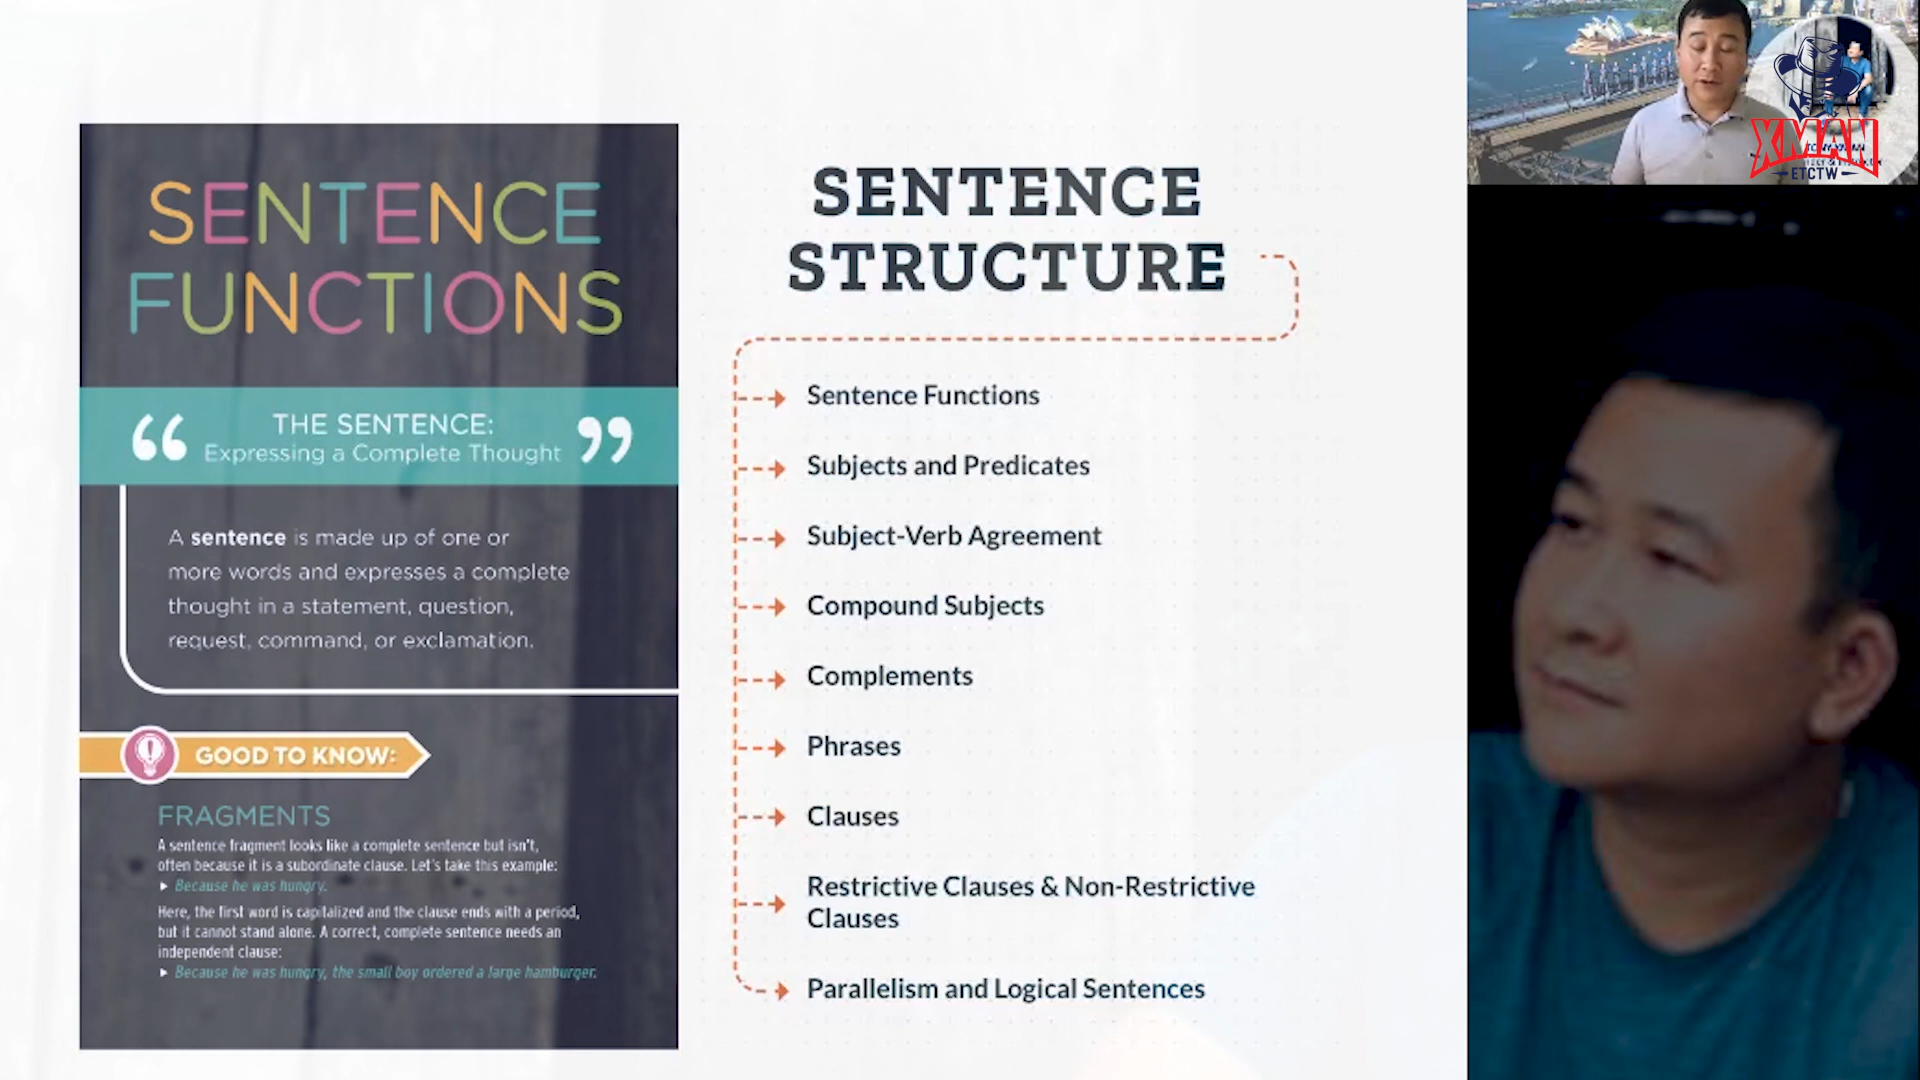 SENTENCE
FUNCTIONS
THE SENTENCE:
Expressing a Complete Thought
A sentence is made up of one or
more words and expresses a complete
thought in a statement, question,
request, command, or exclamation.
GOOD TO KNOW:
FRAGMENTS
A sentence fragment looks like a complete sentence but isn't,
often because it is a subordinate clause. Let's take this example:
Because he was hungry.
Here, the first word is capitalized and the clause ends with a period,
but it cannot stand alone. A correct, complete sentence needs an
independent clause:
Because he was hungry, the small boy ordered a large hamburger.
SENTENCE
STRUCTURE
Sentence Functions
Subjects and Predicates
Subject-Verb Agreement
Compound Subjects
Complements
Phrases
Clauses
Restrictive Clauses & Non-Restrictive
Clauses
Parallelism and Logical Sentences
XMAN
ETCTW